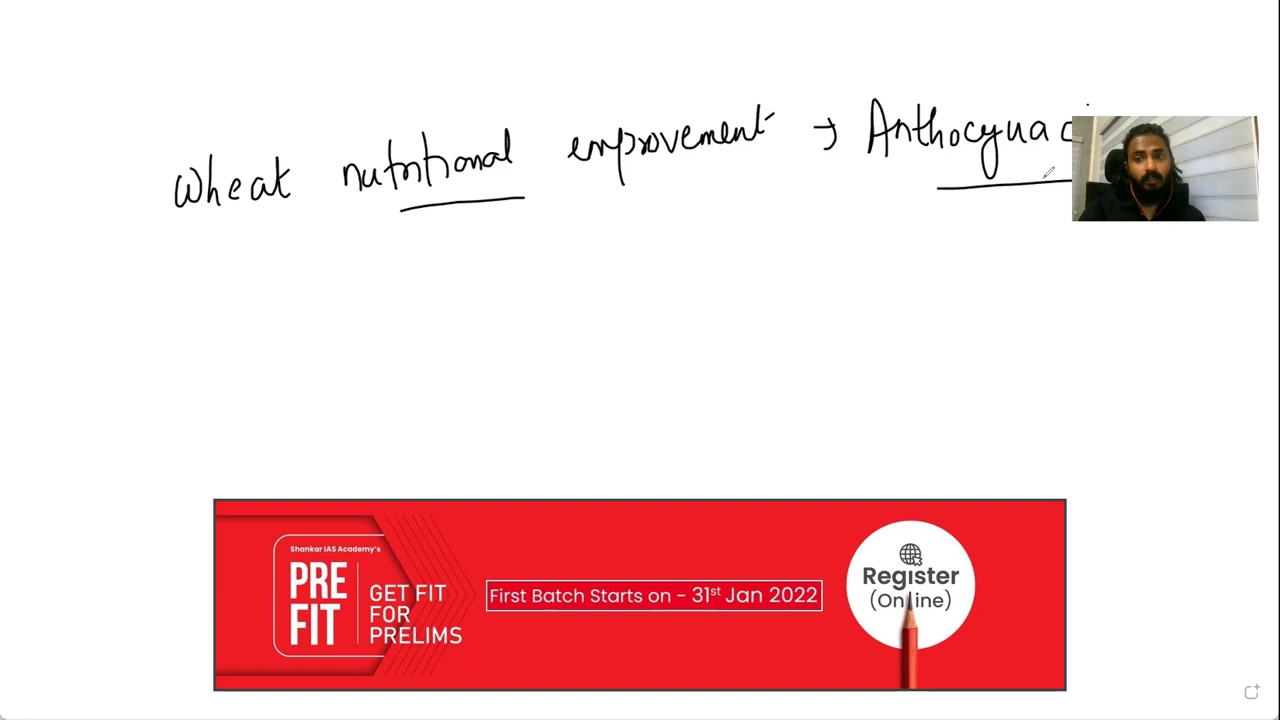 Wheat nutritional improvement → Anthocyna
Shankar IAS Academy's
PRE
FIT
GET FIT
FOR
PRELIMS
First Batch Starts on - 31st Jan 2022
Register
(Online)